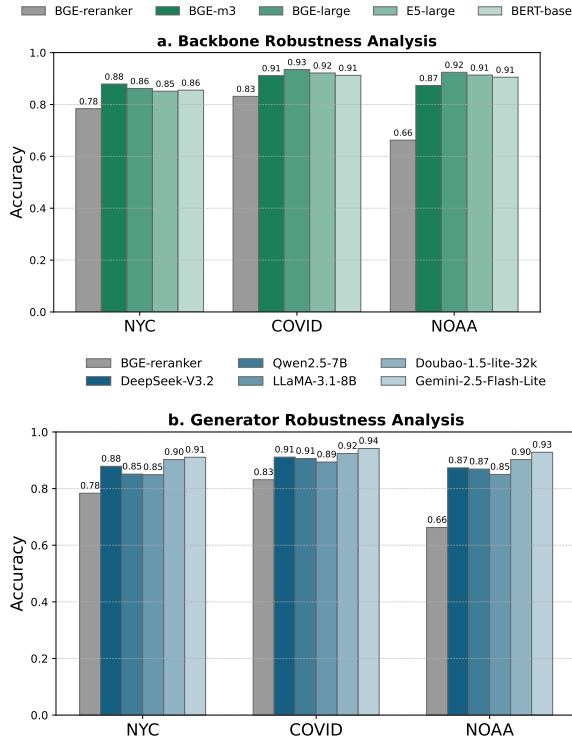 BGE-reranker BGE-m3 BGE-large E5-large BERT-base
a. Backbone Robustness Analysis
1.0
0.8
0.6
0.4
0.2
0.0
Accuracy
0.78 0.88 0.86 0.85 0.86
0.83 0.91 0.93 0.92 0.91
0.66 0.87 0.92 0.91 0.91
NYC COVID NOAA
BGE-reranker Qwen2.5-7B Doubao-1.5-lite-32k
DeepSeek-V3.2 LLaMA-3.1-8B Gemini-2.5-Flash-Lite
b. Generator Robustness Analysis
1.0
0.8
0.6
0.4
0.2
0.0
Accuracy
0.78 0.88 0.85 0.85 0.90 0.91
0.83 0.91 0.91 0.89 0.92 0.94
0.66 0.87 0.87 0.85 0.90 0.93
NYC COVID NOAA